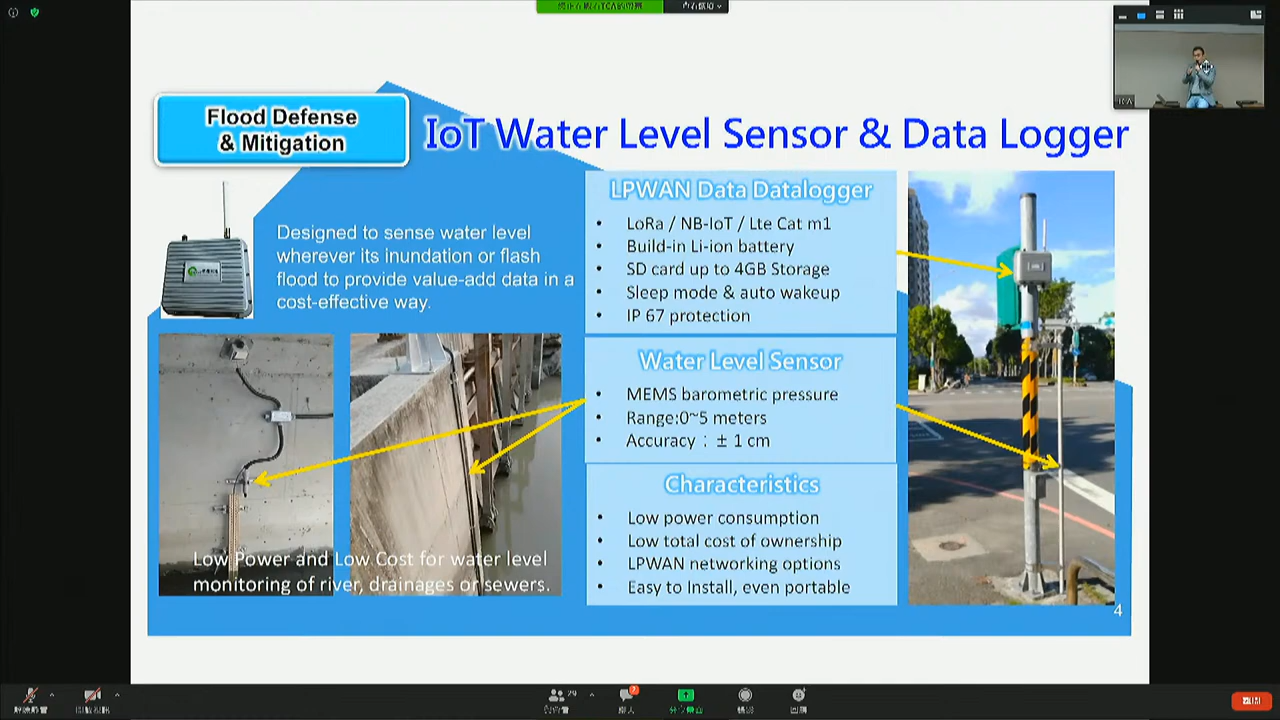 Flood Defense
& Mitigation
IoT Water Level Sensor & Data Logger
Designed to sense water level
wherever its inundation or flash
flood to provide value-add data in a
cost-effective way.
LPWAN Data Datalogger
• LoRa / NB-IoT / Lte Cat m1
• Build-in Li-ion battery
• SD card up to 4GB Storage
• Sleep mode & auto wakeup
• IP 67 protection
Water Level Sensor
• MEMS barometric pressure
• Range:0~5 meters
• Accuracy：± 1 cm
Characteristics
• Low power consumption
• Low total cost of ownership
• LPWAN networking options
• Easy to Install, even portable
Low Power and Low Cost for water level
monitoring of river, drainages or sewers.
4
29
7